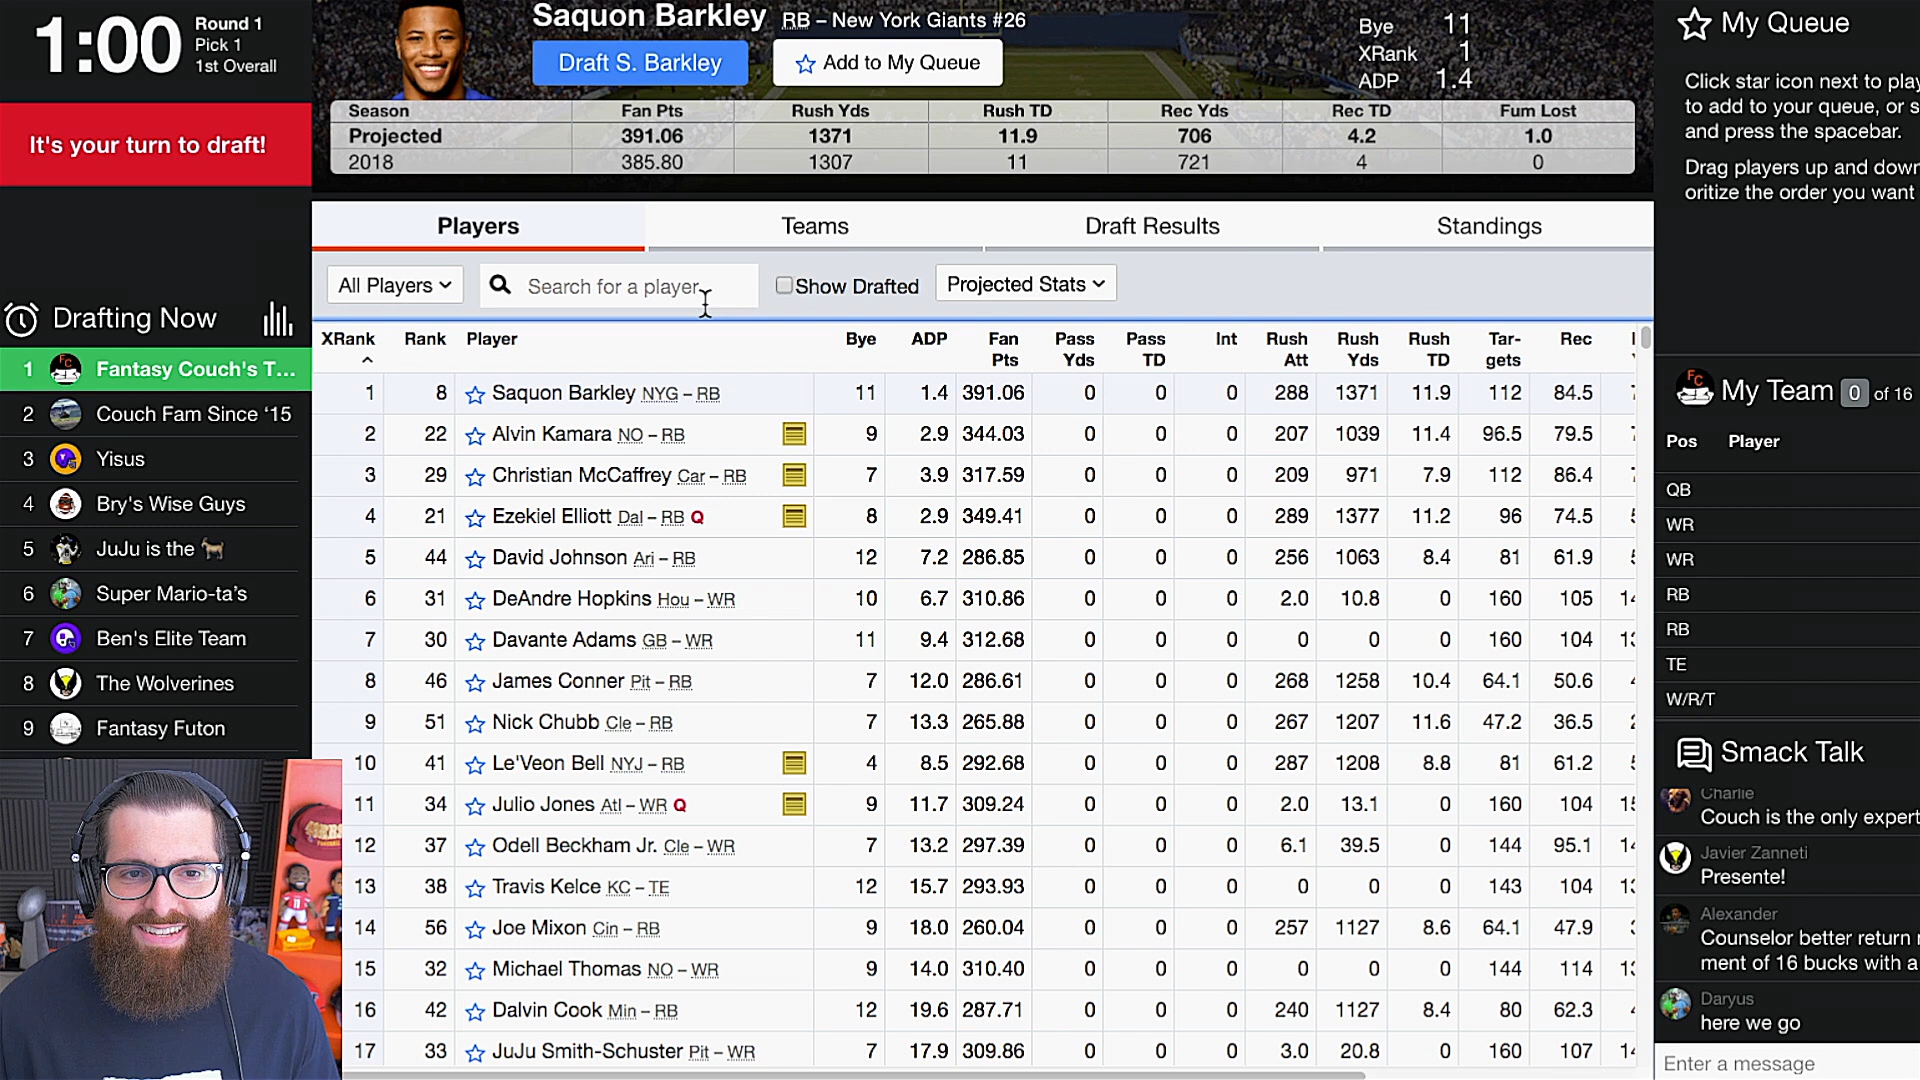 1:00
Round 1
Pick 1
1st Overall
It's your turn to draft!
Drafting Now
1 Fantasy Couch's T...
2 Couch Fam Since ‘15
3 Yisus
4 Bry's Wise Guys
5 JuJu is the 🐐
6 Super Mario-ta’s
7 Ben's Elite Team
8 The Wolverines
9 Fantasy Futon
Saquon Barkley RB – New York Giants #26
Draft S. Barkley
Add to My Queue
Bye 11
XRank 1
ADP 1.4
Season Fan Pts Rush Yds Rush TD Rec Yds Rec TD Fum Lost
Projected 391.06 1371 11.9 706 4.2 1.0
2018 385.80 1307 11 721 4 0
Players Teams Draft Results Standings
All Players Search for a player Show Drafted Projected Stats
XRank Rank Player Bye ADP Fan Pts Pass Yds Pass TD Int Rush Att Rush Yds Rush TD Tar-gets Rec
1 8 Saquon Barkley NYG – RB 11 1.4 391.06 0 0 0 288 1371 11.9 112 84.5
2 22 Alvin Kamara NO – RB 9 2.9 344.03 0 0 0 207 1039 11.4 96.5 79.5
3 29 Christian McCaffrey Car – RB 7 3.9 317.59 0 0 0 209 971 7.9 112 86.4
4 21 Ezekiel Elliott Dal – RB Q 8 2.9 349.41 0 0 0 289 1377 11.2 96 74.5
5 44 David Johnson Ari – RB 12 7.2 286.85 0 0 0 256 1063 8.4 81 61.9
6 31 DeAndre Hopkins Hou – WR 10 6.7 310.86 0 0 0 2.0 10.8 0 160 105
7 30 Davante Adams GB – WR 11 9.4 312.68 0 0 0 0 0 0 160 104
8 46 James Conner Pit – RB 7 12.0 286.61 0 0 0 268 1258 10.4 64.1 50.6
9 51 Nick Chubb Cle – RB 7 13.3 265.88 0 0 0 267 1207 11.6 47.2 36.5
10 41 Le'Veon Bell NYJ – RB 4 8.5 292.68 0 0 0 287 1208 8.8 81 61.2
11 34 Julio Jones Atl – WR Q 9 11.7 309.24 0 0 0 2.0 13.1 0 160 104
12 37 Odell Beckham Jr. Cle – WR 7 13.2 297.39 0 0 0 6.1 39.5 0 144 95.1
13 38 Travis Kelce KC – TE 12 15.7 293.93 0 0 0 0 0 0 143 104
14 56 Joe Mixon Cin – RB 9 18.0 260.04 0 0 0 257 1127 8.6 64.1 47.9
15 32 Michael Thomas NO – WR 9 14.0 310.40 0 0 0 0 0 0 144 114
16 42 Dalvin Cook Min – RB 12 19.6 287.71 0 0 0 240 1127 8.4 80 62.3
17 33 JuJu Smith-Schuster Pit – WR 7 17.9 309.86 0 0 0 3.0 20.8 0 160 107
My Queue
Click star icon next to play
to add to your queue, or s
and press the spacebar.
Drag players up and down
oritize the order you want
My Team 0 of 16
Pos Player
QB
WR
WR
RB
RB
TE
W/R/T
Smack Talk
Charlie
Couch is the only expert
Javier Zanneti
Presente!
Alexander
Counselor better return
ment of 16 bucks with a
Daryus
here we go
Enter a message